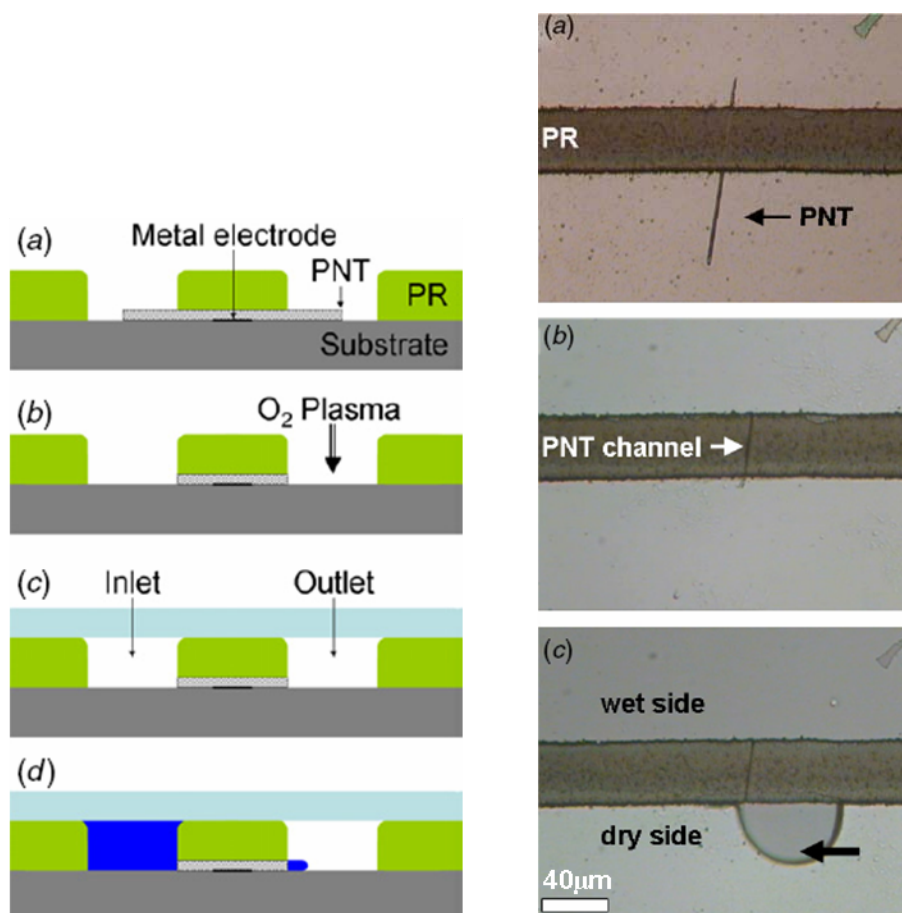 (a)
Metal electrode
PNT
PR
Substrate
(b)
O₂ Plasma
(c)
Inlet
Outlet
(d)
(a)
PR
PNT
(b)
PNT channel
(c)
wet side
dry side
40μm